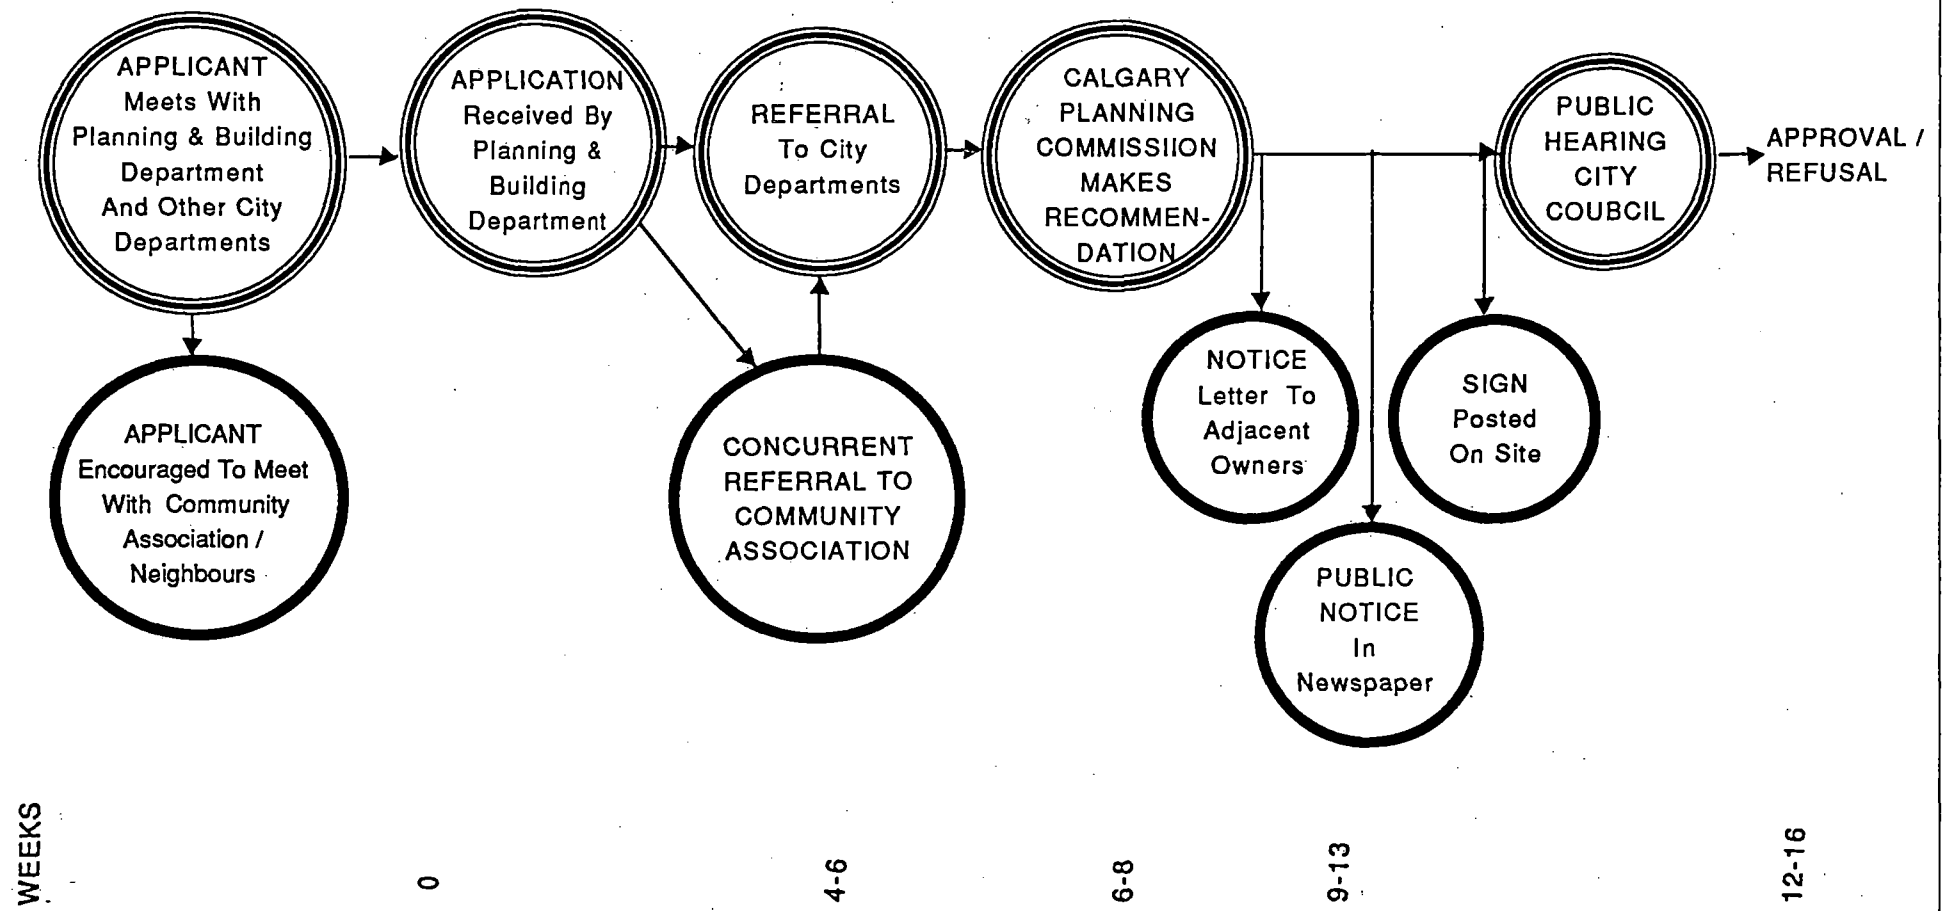 APPLICANT
Meets With
Planning & Building
Department
And Other City
Departments
APPLICATION
Received By
Planning &
Building
Department
REFERRAL
To City
Departments
CALGARY
PLANNING
COMMISSIION
MAKES
RECOMMEN-
DATION
PUBLIC
HEARING
CITY
COUBCIL
APPROVAL /
REFUSAL
APPLICANT
Encouraged To Meet
With Community
Association /
Neighbours
CONCURRENT
REFERRAL TO
COMMUNITY
ASSOCIATION
NOTICE
Letter To
Adjacent
Owners
SIGN
Posted
On Site
PUBLIC
NOTICE
In
Newspaper
WEEKS
0
4-6
6-8
9-13
12-16